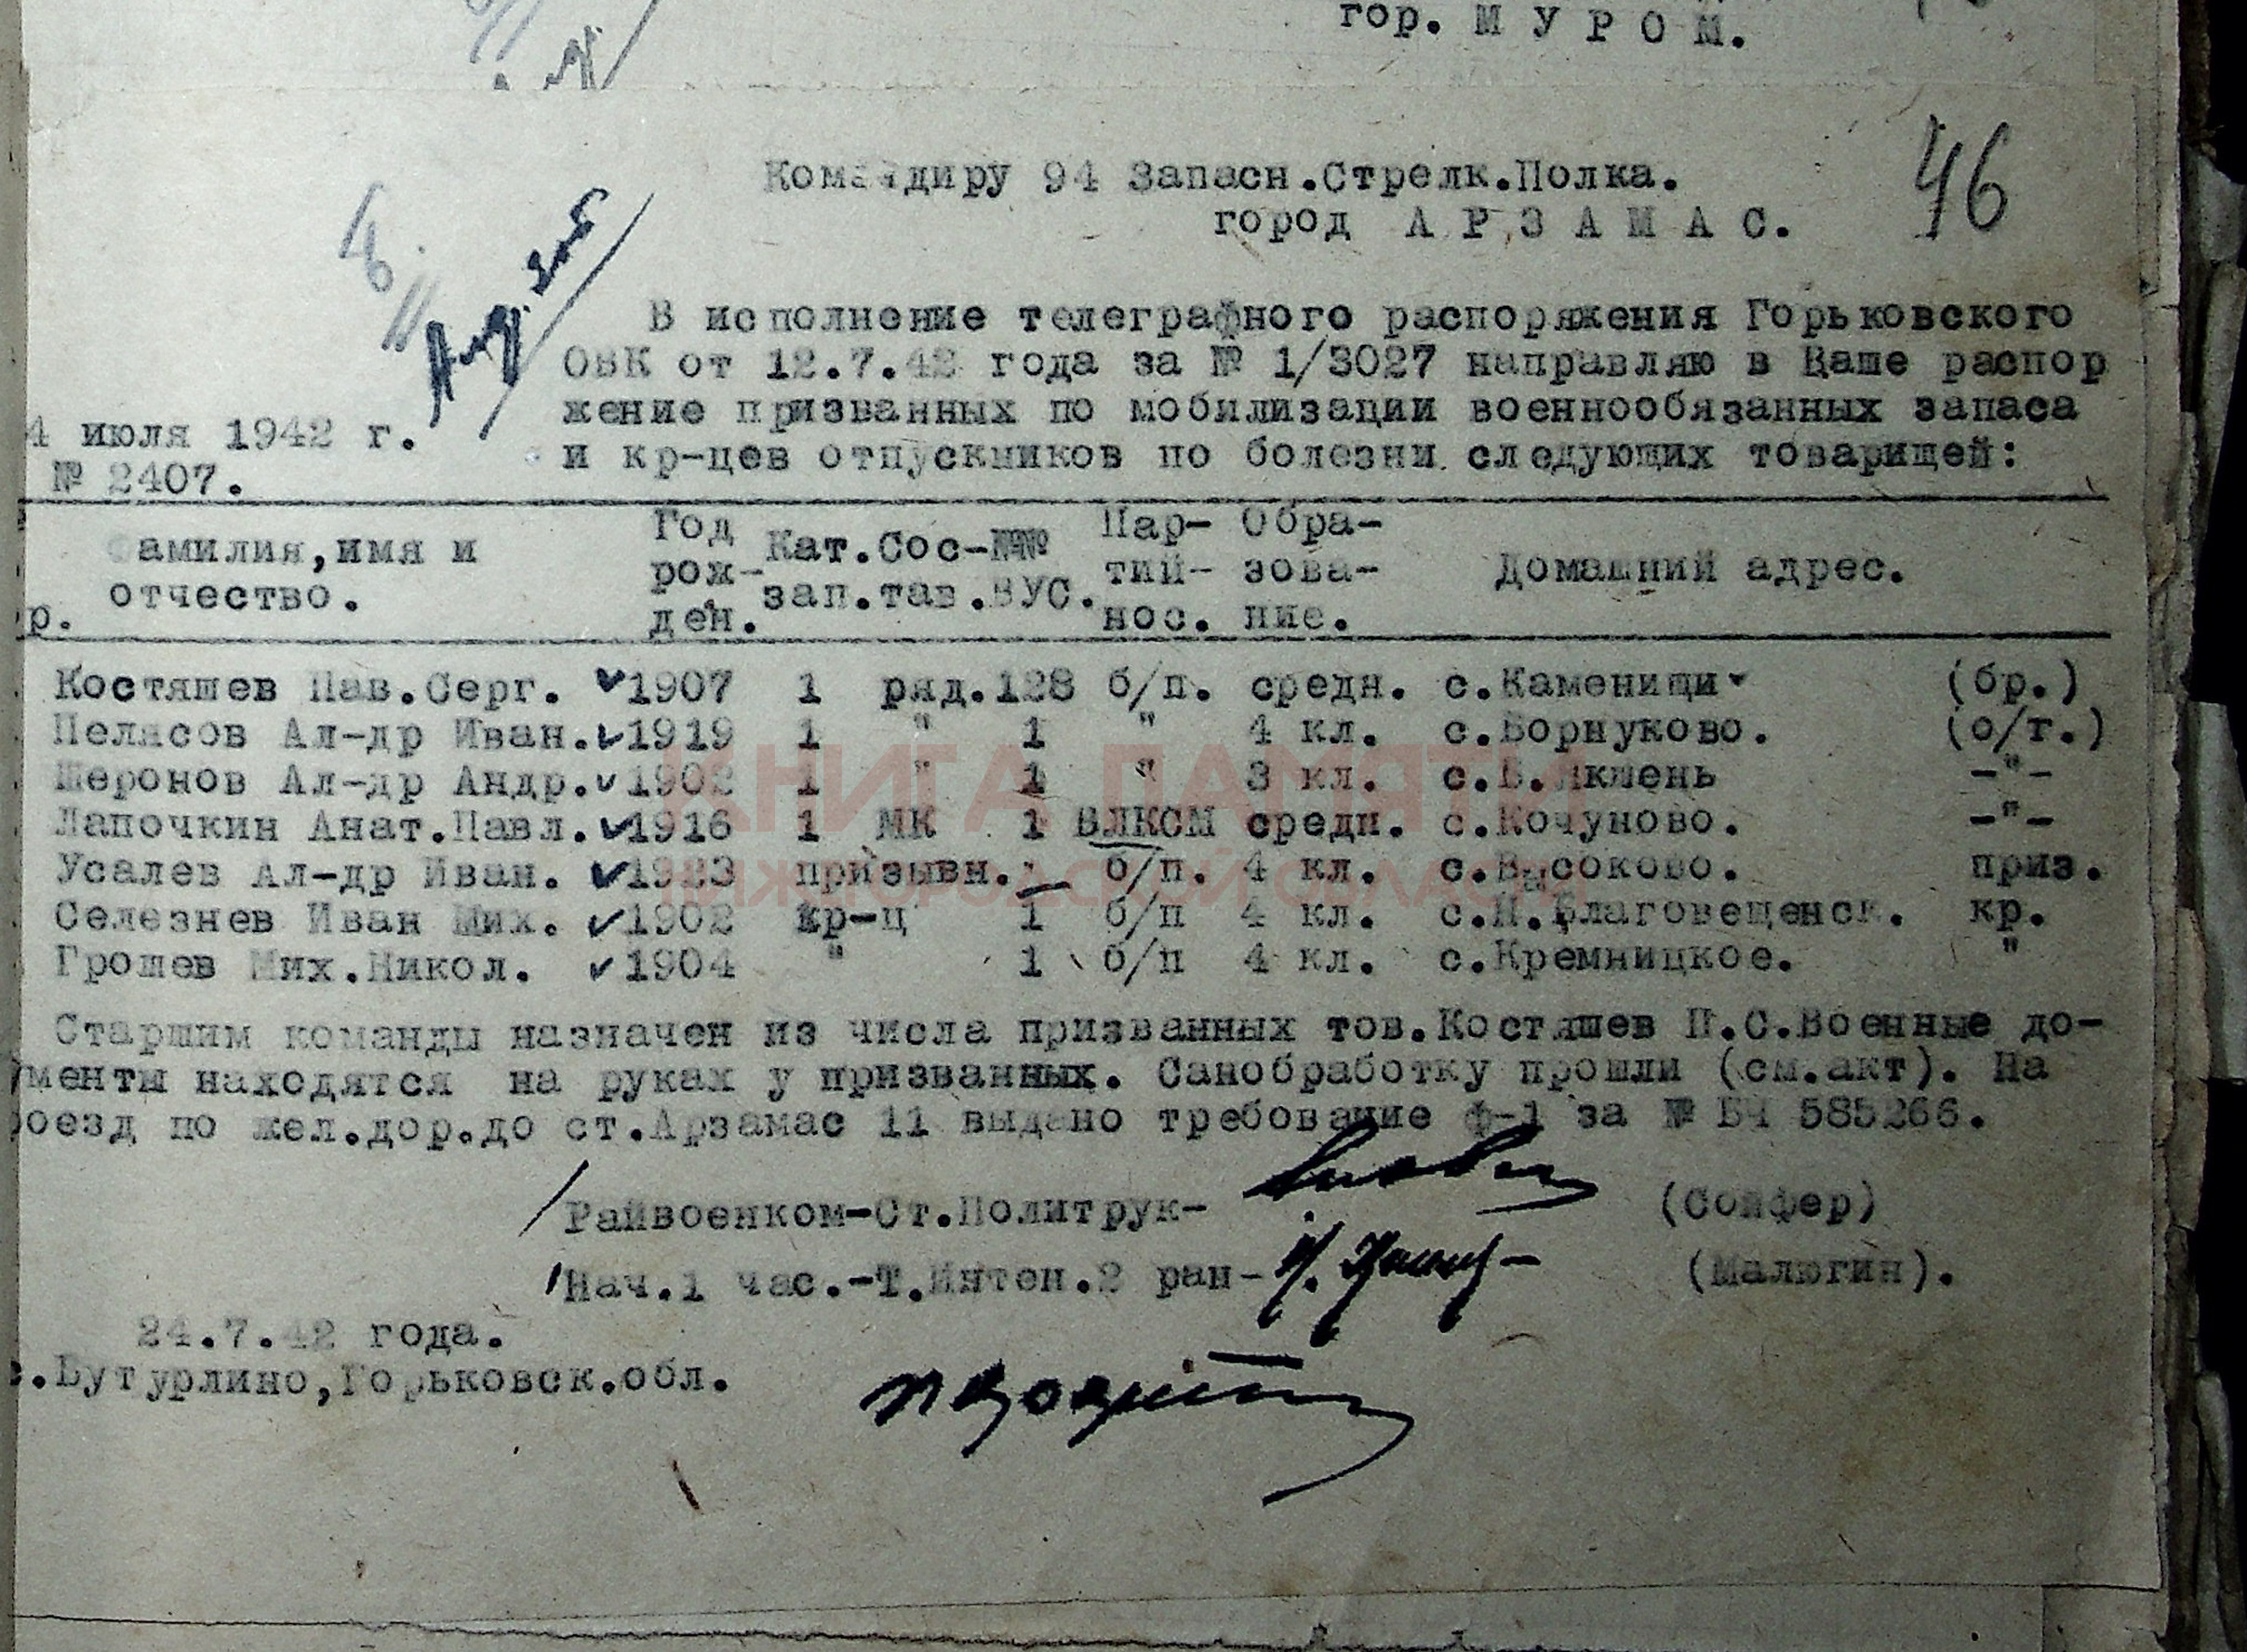 гор. М У Р О М.
Командиру 94 Запасн.Стрелк.Полка.
город А Р З А М А С.
46
В исполнение телеграфного распоряжения Горьковского
ОВК от 12.7.42 года за № 1/3027 направляю в Ваше распор
жение призванных по мобилизации военнообязанных запаса
и кр-цев отпускников по болезни следующих товарищей:
4 июля 1942 г.
№ 2407.
р. Фамилия,имя и отчество. Год рож-ден. Кат.зап. Сос-тав. №№ ВУС. Пар-тий-нос. Обра-зова-ние. Домашний адрес.
Костяшев Пав.Серг. 1907 1 ряд.128 б/п. средн. с.Каменищи (бр.)
Пеласов Ал-др Иван. 1919 1 " 1 " 4 кл. с.Борнуково. (о/т.)
Шеронов Ал-др Андр. 1902 1 " 1 " 3 кл. с.Б.Якшень -"-
Лапочкин Анат.Павл. 1916 1 МК 1 ВЛКСМ средн. с.Кочуново. -"-
Усалев Ал-др Иван. 1923 призывн. - б/п. 4 кл. с.Высоково. приз.
Селезнев Иван Мих. 1902 кр-ц 1 б/п 4 кл. с.Н.Благовещенск. кр.
Грошев Мих.Никол. 1904 " 1 б/п 4 кл. с.Кремницкое. "
Старшим команды назначен из числа призванных тов.Костяшев П.С.Военные до-
ументы находятся на руках у призванных. Санобработку прошли (см.акт). На
роезд по жел.дор.до ст.Арзамас 11 выдано требование ф-1 за № БЧ 585266.
Райвоенком-Ст.Политрук- (Сойфер)
Нач.1 час.-Т.Интен.2 ран- (Малюгин).
24.7.42 года.
с.Бутурлино,Горьковск.обл.
КНИГА ПАМЯТИ
НИЖЕГОРОДСКОЙ ОБЛАСТИ